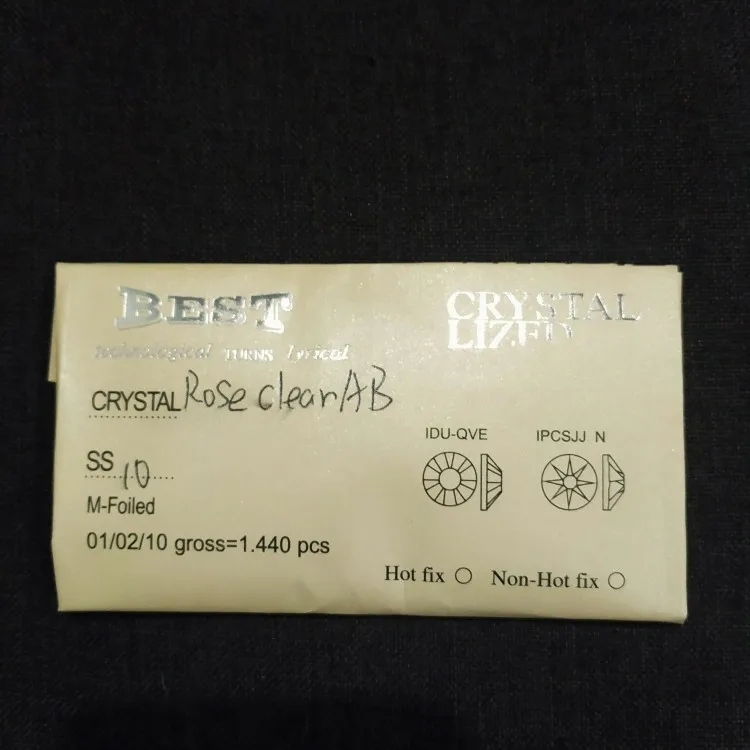 BEST
Technological TURNS lyrical
CRYSTAL
LIZED
CRYSTAL Rose clear AB
SS 10
M-Foiled
01/02/10 gross=1.440 pcs
IDU-QVE
IPCSJJ N
Hot fix
Non-Hot fix